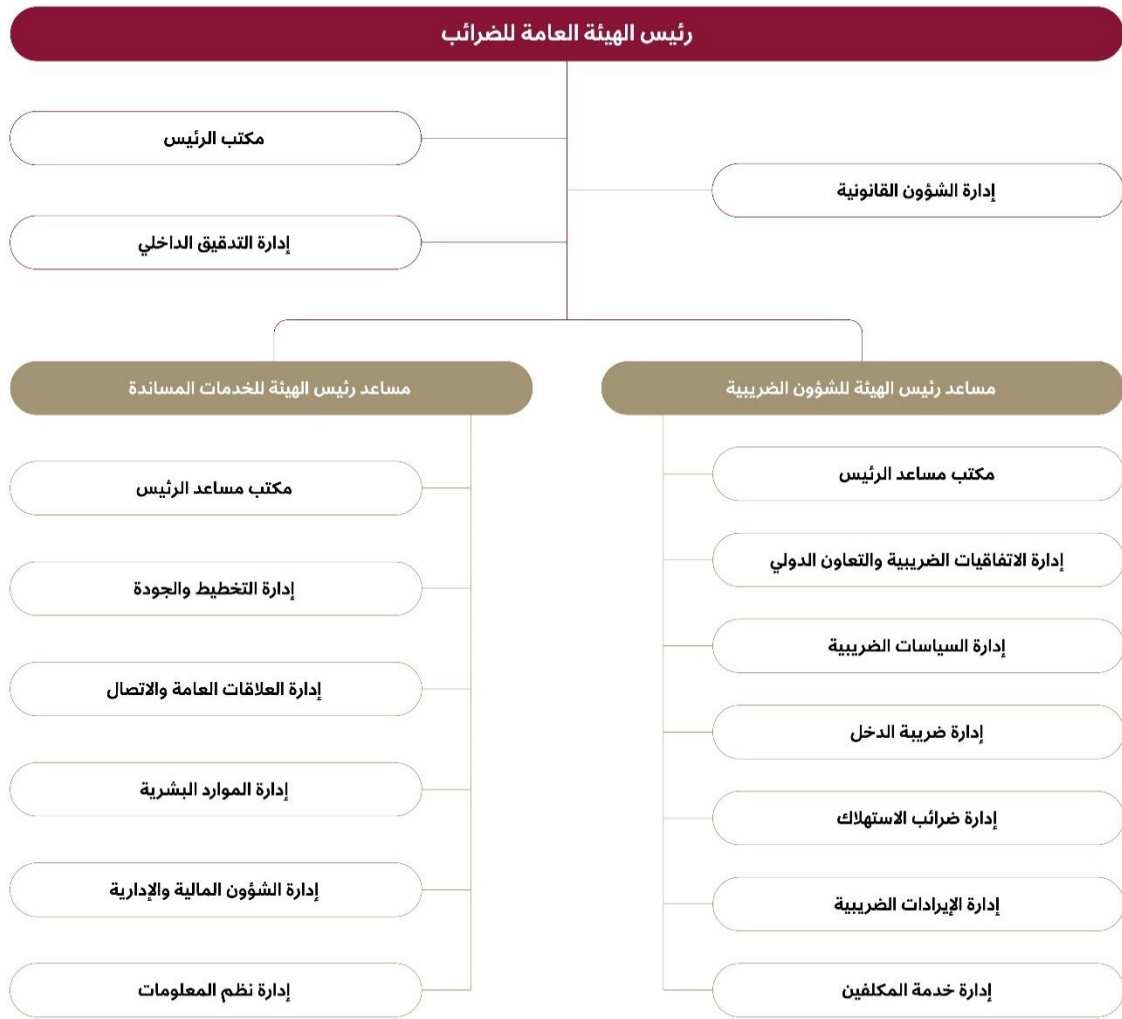 رئيس الهيئة العامة للضرائب
مكتب الرئيس
إدارة الشؤون القانونية
إدارة التدقيق الداخلي
مساعد رئيس الهيئة للشؤون الضريبية
مكتب مساعد الرئيس
إدارة الاتفاقيات الضريبية والتعاون الدولي
إدارة السياسات الضريبية
إدارة ضريبة الدخل
إدارة ضرائب الاستهلاك
إدارة الإيرادات الضريبية
إدارة خدمة المكلفين
مساعد رئيس الهيئة للخدمات المساندة
مكتب مساعد الرئيس
إدارة التخطيط والجودة
إدارة العلاقات العامة والاتصال
إدارة الموارد البشرية
إدارة الشؤون المالية والإدارية
إدارة نظم المعلومات